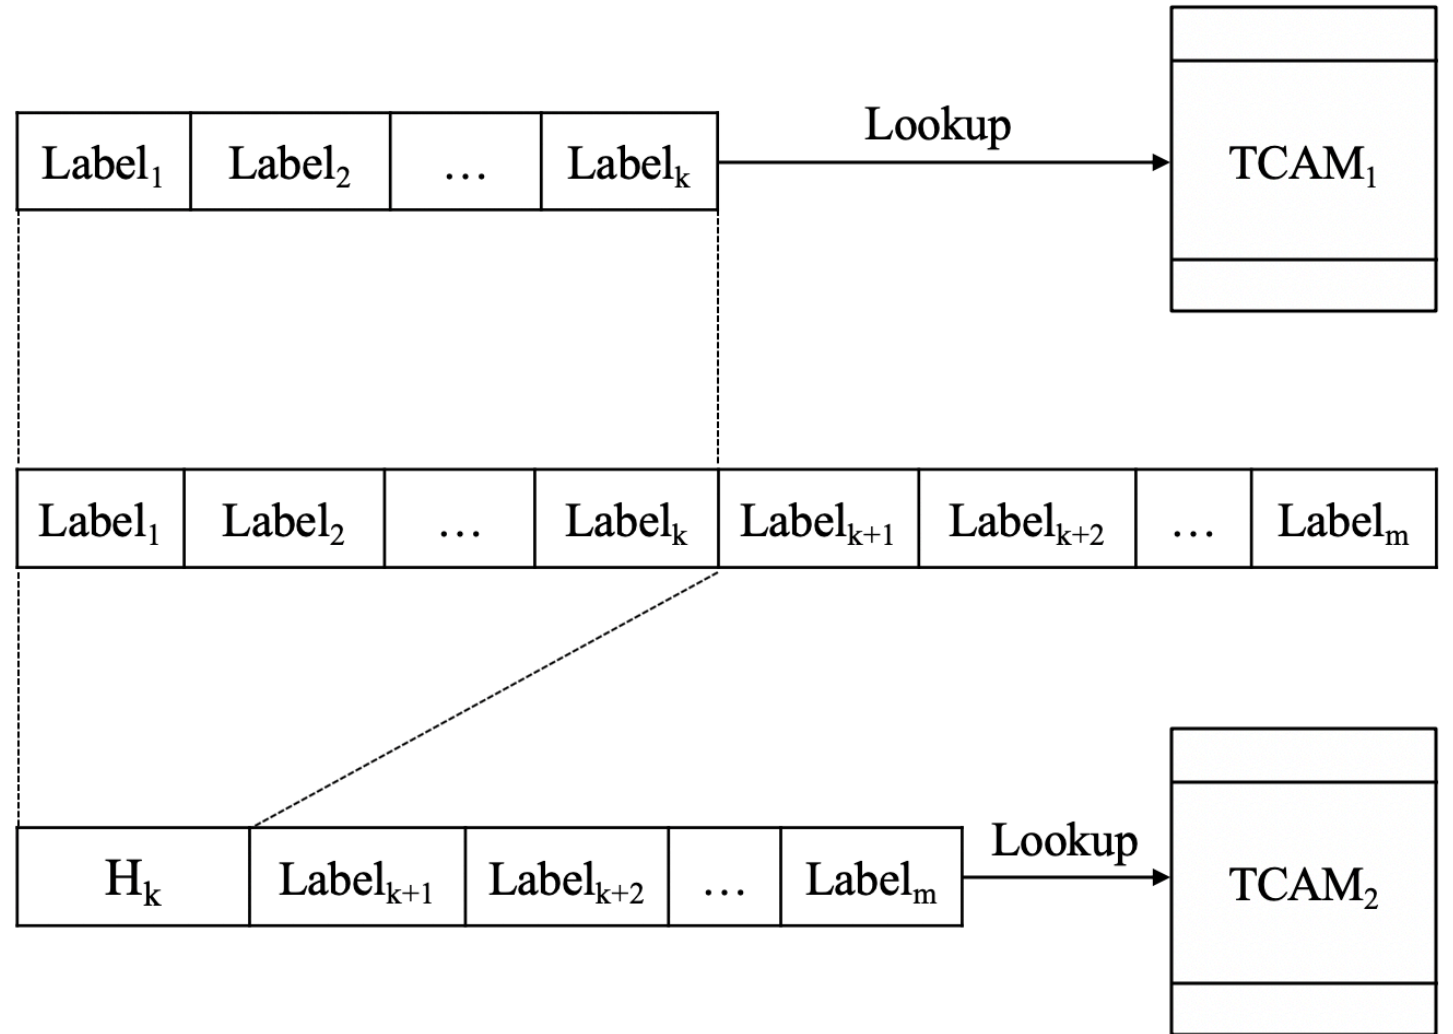 Lookup
Label₁ Label₂ ... Labelₖ TCAM₁
Label₁ Label₂ ... Labelₖ Labelₖ₊₁ Labelₖ₊₂ ... Labelₘ
Lookup
Hₖ Labelₖ₊₁ Labelₖ₊₂ ... Labelₘ TCAM₂